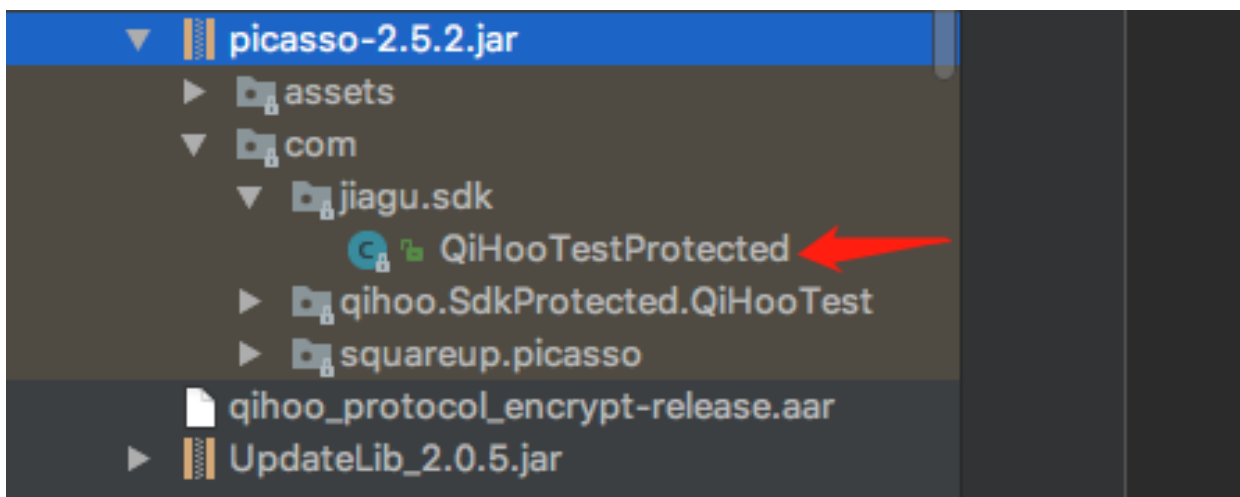 picasso-2.5.2.jar
assets
com
jiagu.sdk
C QiHooTestProtected
qihoo.SdkProtected.QiHooTest
squareup.picasso
qihoo_protocol_encrypt-release.aar
UpdateLib_2.0.5.jar